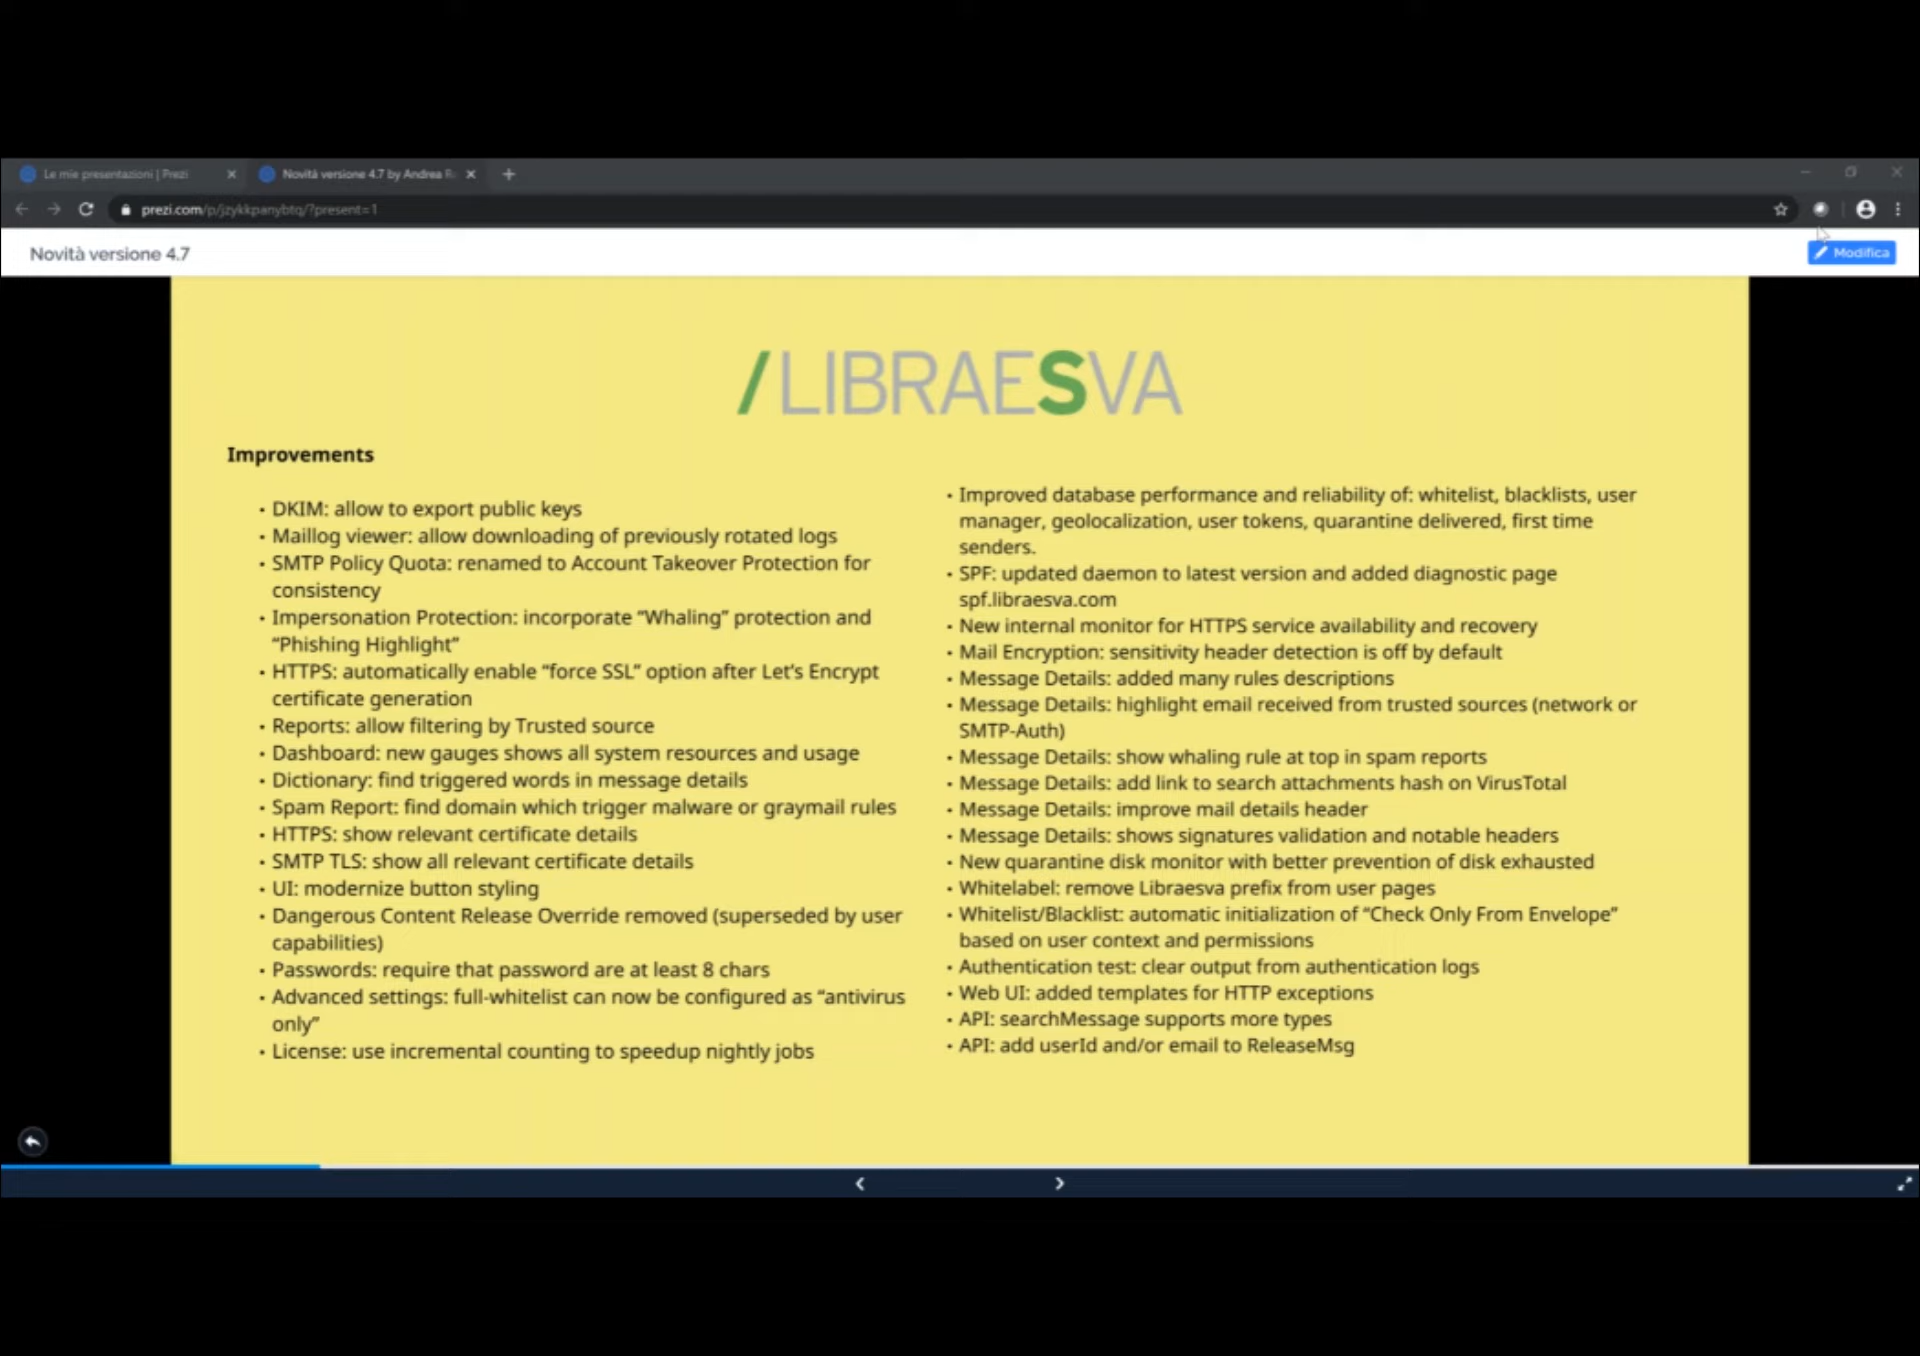 Le mie presentazioni | Prezi
Novità versione 4.7 by Andrea
prezi.com/p/jzykkpanybtq/?present=1
Novità versione 4.7
Modifica
/LIBRAESVA
Improvements
• DKIM: allow to export public keys
• Maillog viewer: allow downloading of previously rotated logs
• SMTP Policy Quota: renamed to Account Takeover Protection for
consistency
• Impersonation Protection: incorporate “Whaling” protection and
“Phishing Highlight”
• HTTPS: automatically enable “force SSL” option after Let's Encrypt
certificate generation
• Reports: allow filtering by Trusted source
• Dashboard: new gauges shows all system resources and usage
• Dictionary: find triggered words in message details
• Spam Report: find domain which trigger malware or graymail rules
• HTTPS: show relevant certificate details
• SMTP TLS: show all relevant certificate details
• UI: modernize button styling
• Dangerous Content Release Override removed (superseded by user
capabilities)
• Passwords: require that password are at least 8 chars
• Advanced settings: full-whitelist can now be configured as “antivirus
only”
• License: use incremental counting to speedup nightly jobs
• Improved database performance and reliability of: whitelist, blacklists, user
manager, geolocalization, user tokens, quarantine delivered, first time
senders.
• SPF: updated daemon to latest version and added diagnostic page
spf.libraesva.com
• New internal monitor for HTTPS service availability and recovery
• Mail Encryption: sensitivity header detection is off by default
• Message Details: added many rules descriptions
• Message Details: highlight email received from trusted sources (network or
SMTP-Auth)
• Message Details: show whaling rule at top in spam reports
• Message Details: add link to search attachments hash on VirusTotal
• Message Details: improve mail details header
• Message Details: shows signatures validation and notable headers
• New quarantine disk monitor with better prevention of disk exhausted
• Whitelabel: remove Libraesva prefix from user pages
• Whitelist/Blacklist: automatic initialization of “Check Only From Envelope”
based on user context and permissions
• Authentication test: clear output from authentication logs
• Web UI: added templates for HTTP exceptions
• API: searchMessage supports more types
• API: add userId and/or email to ReleaseMsg